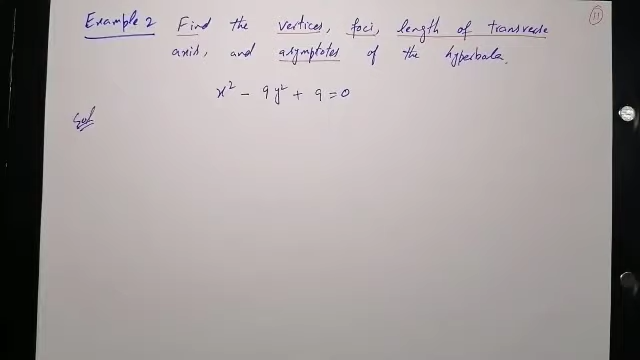 Example 2 Find the vertices, foci, length of transverse
axis, and asymptotes of the hyperbola.
x² - 9y² + 9 = 0
Sol
11